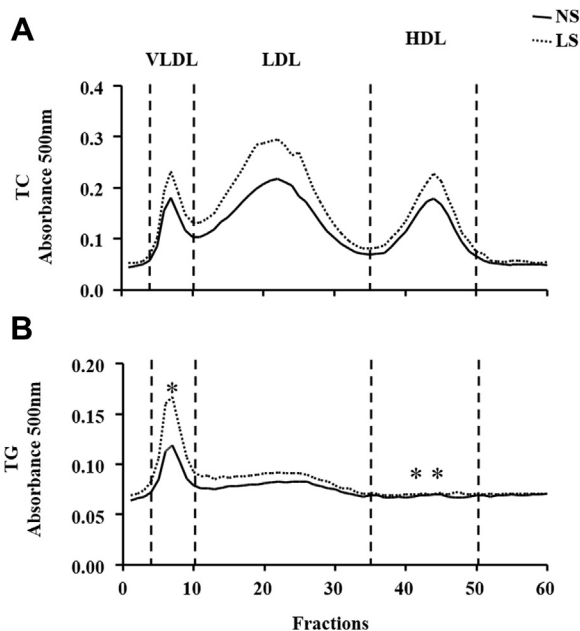 A
NS
LS
VLDL
LDL
HDL
TC
Absorbance 500nm
0.4
0.3
0.2
0.1
0.0
B
TG
Absorbance 500nm
0.20
0.15
0.10
0.05
0.00
*
* *
0 10 20 30 40 50 60
Fractions